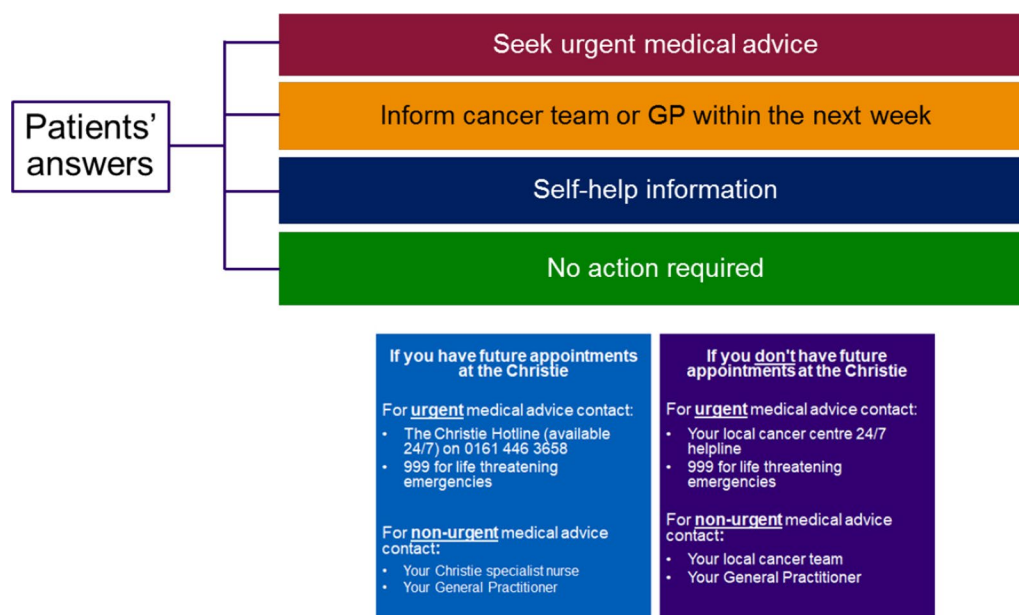 Patients'
answers
Seek urgent medical advice
Inform cancer team or GP within the next week
Self-help information
No action required
If you have future appointments
at the Christie
For urgent medical advice contact:
• The Christie Hotline (available
24/7) on 0161 446 3658
• 999 for life threatening
emergencies
For non-urgent medical advice
contact:
• Your Christie specialist nurse
• Your General Practitioner
If you don't have future
appointments at the Christie
For urgent medical advice contact:
• Your local cancer centre 24/7
helpline
• 999 for life threatening
emergencies
For non-urgent medical advice
contact:
• Your local cancer team
• Your General Practitioner